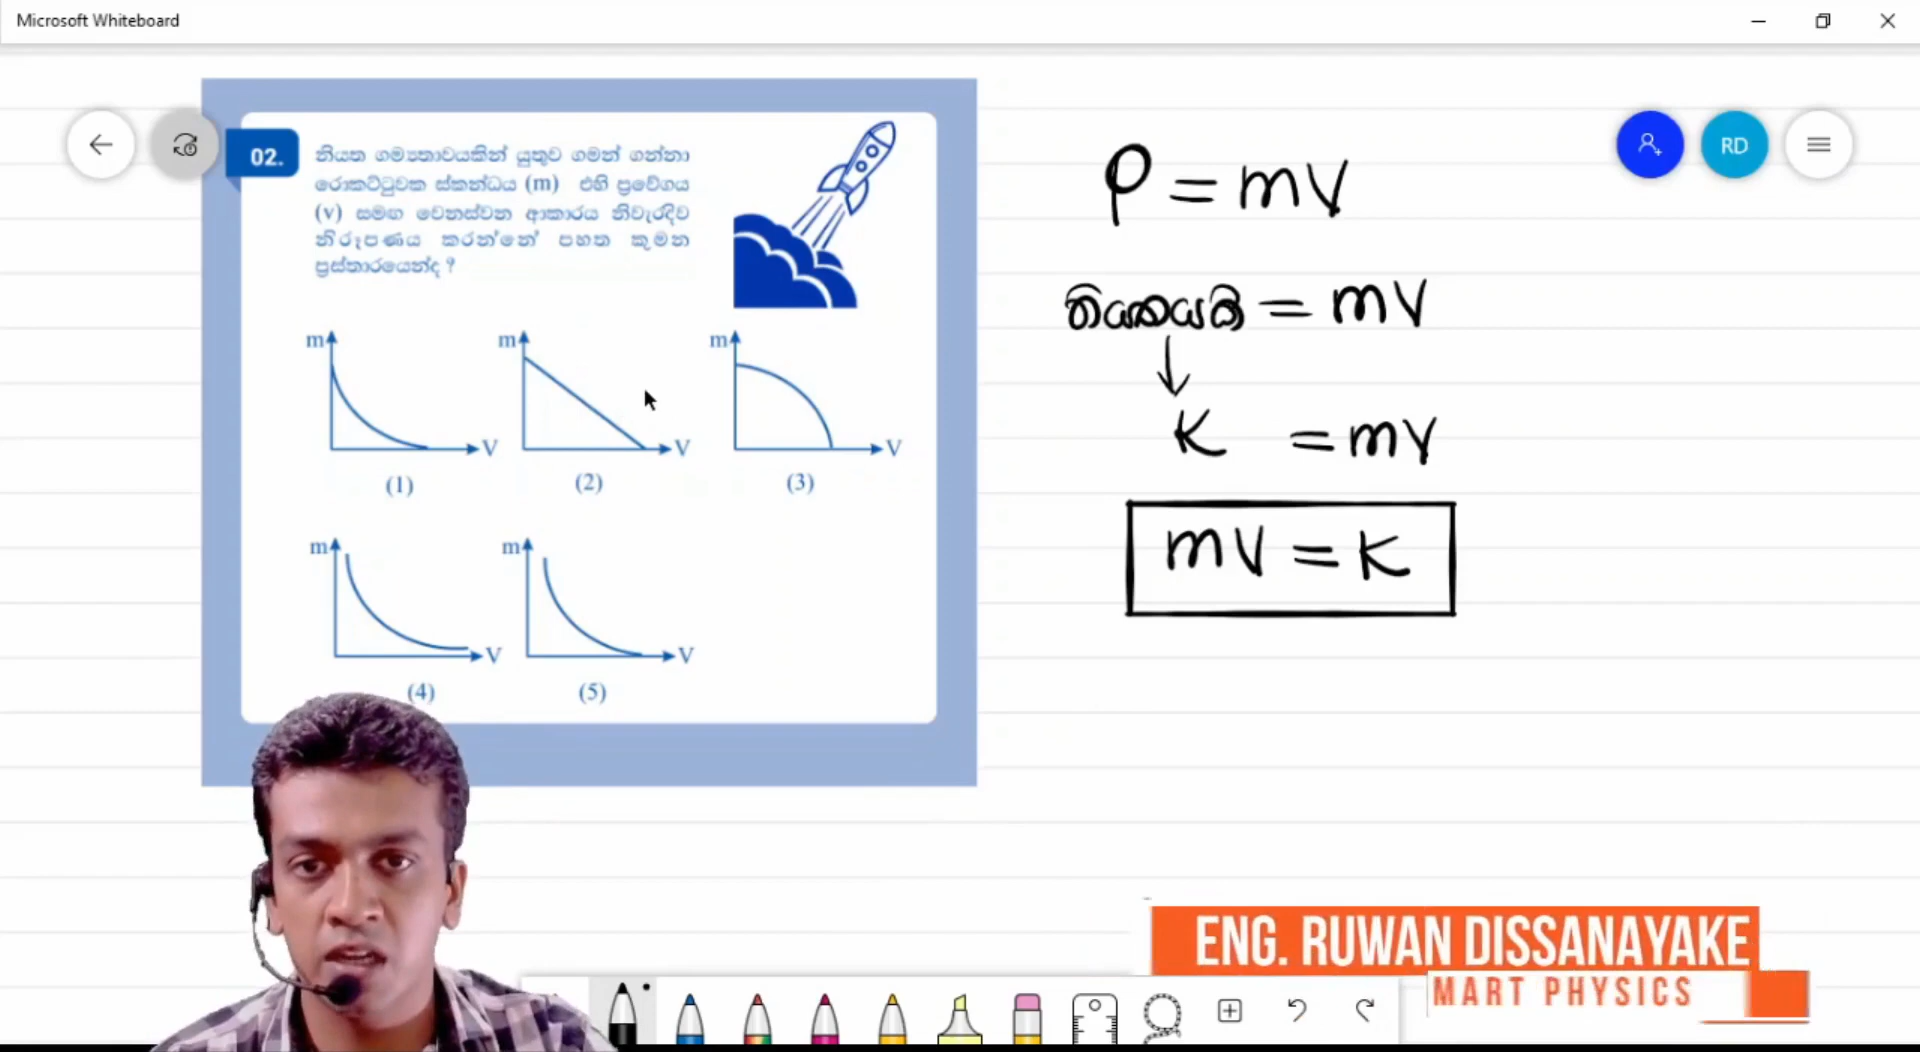 Microsoft Whiteboard
02.
නියත ගම්‍යතාවයකින් යුතුව ගමන් ගන්නා
රොකට්ටුවක ස්කන්ධය (m) එහි ප්‍රවේගය
(v) සමඟ වෙනස්වන ආකාරය නිවැරදිව
නිරූපණය කරන්නේ පහත කුමන
ප්‍රස්තාරයෙන්ද ?
m
V
(1)
m
V
(2)
m
V
(3)
m
V
(4)
m
V
(5)
P = mV
නියතයක් = mV
K = mV
mV = K
RD
ENG. RUWAN DISSANAYAKE
MART PHYSICS